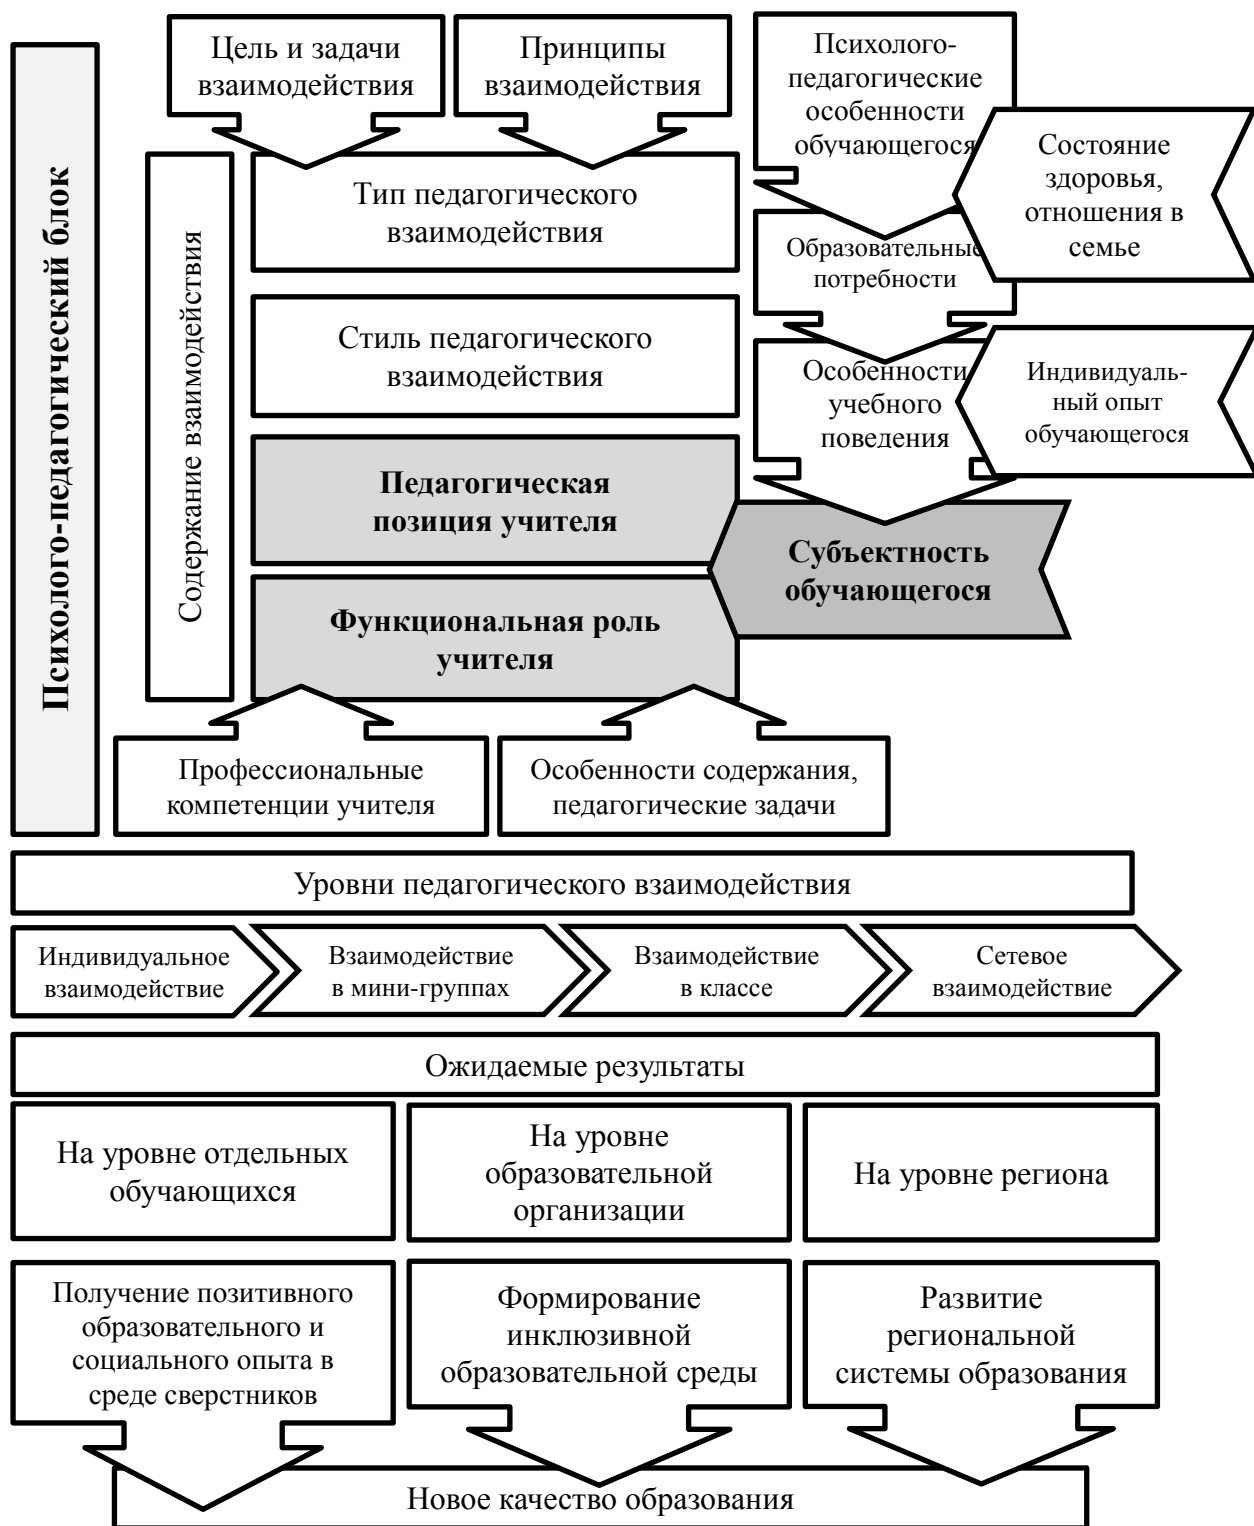 Психолого-педагогический блок
Цель и задачи
взаимодействия
Принципы
взаимодействия
Психолого-
педагогические
особенности
обучающегося
Состояние
здоровья,
отношения в
семье
Содержание взаимодействия
Тип педагогического
взаимодействия
Образовательные
потребности
Стиль педагогического
взаимодействия
Особенности
учебного
поведения
Индивидуаль-
ный опыт
обучающегося
Педагогическая
позиция учителя
Субъектность
обучающегося
Функциональная роль
учителя
Профессиональные
компетенции учителя
Особенности содержания,
педагогические задачи
Уровни педагогического взаимодействия
Индивидуальное
взаимодействие
Взаимодействие
в мини-группах
Взаимодействие
в классе
Сетевое
взаимодействие
Ожидаемые результаты
На уровне отдельных
обучающихся
На уровне
образовательной
организации
На уровне региона
Получение позитивного
образовательного и
социального опыта в
среде сверстников
Формирование
инклюзивной
образовательной среды
Развитие
региональной
системы образования
Новое качество образования